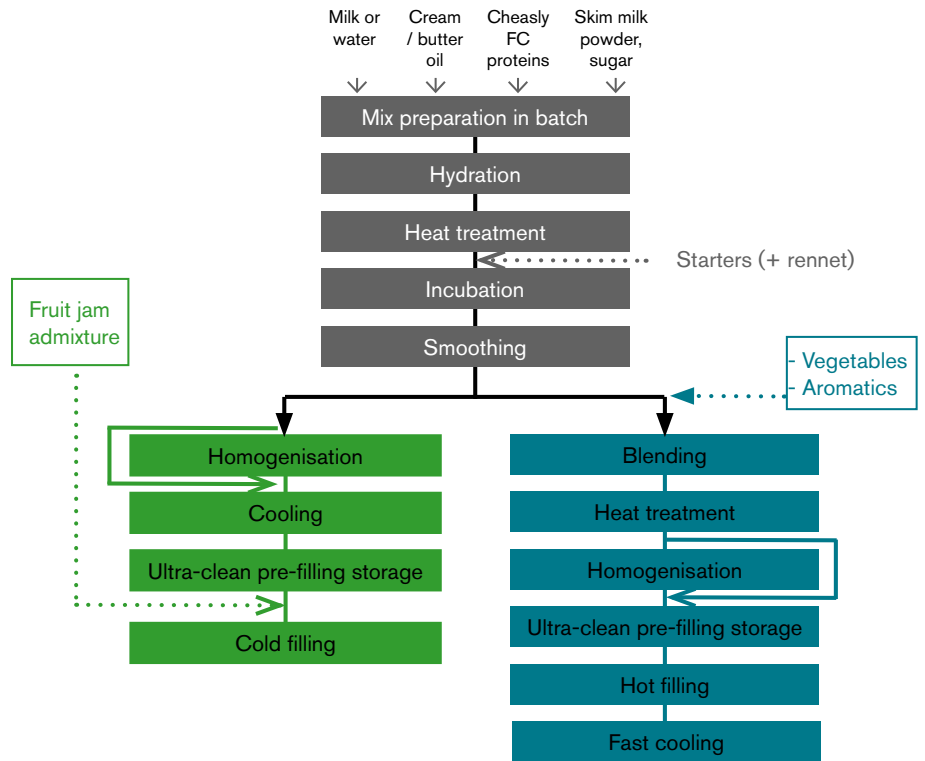 Milk or
water
Cream
/ butter
oil
Cheasly
FC
proteins
Skim milk
powder,
sugar
Mix preparation in batch
Hydration
Heat treatment
Starters (+ rennet)
Incubation
Smoothing
Fruit jam
admixture
- Vegetables
- Aromatics
Homogenisation
Cooling
Ultra-clean pre-filling storage
Cold filling
Blending
Heat treatment
Homogenisation
Ultra-clean pre-filling storage
Hot filling
Fast cooling